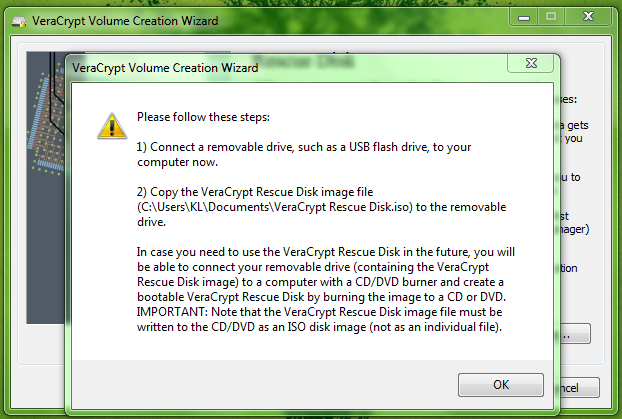 VeraCrypt Volume Creation Wizard
Rescue Disk
VeraCrypt Volume Creation Wizard
Please follow these steps:
1) Connect a removable drive, such as a USB flash drive, to your
computer now.
2) Copy the VeraCrypt Rescue Disk image file
(C:\Users\KL\Documents\VeraCrypt Rescue Disk.iso) to the removable
drive.
In case you need to use the VeraCrypt Rescue Disk in the future, you will
be able to connect your removable drive (containing the VeraCrypt
Rescue Disk image) to a computer with a CD/DVD burner and create a
bootable VeraCrypt Rescue Disk by burning the image to a CD or DVD.
IMPORTANT: Note that the VeraCrypt Rescue Disk image file must be
written to the CD/DVD as an ISO disk image (not as an individual file).
OK
es:
a gets
t you
u to
st
nager)
tion
...
ncel